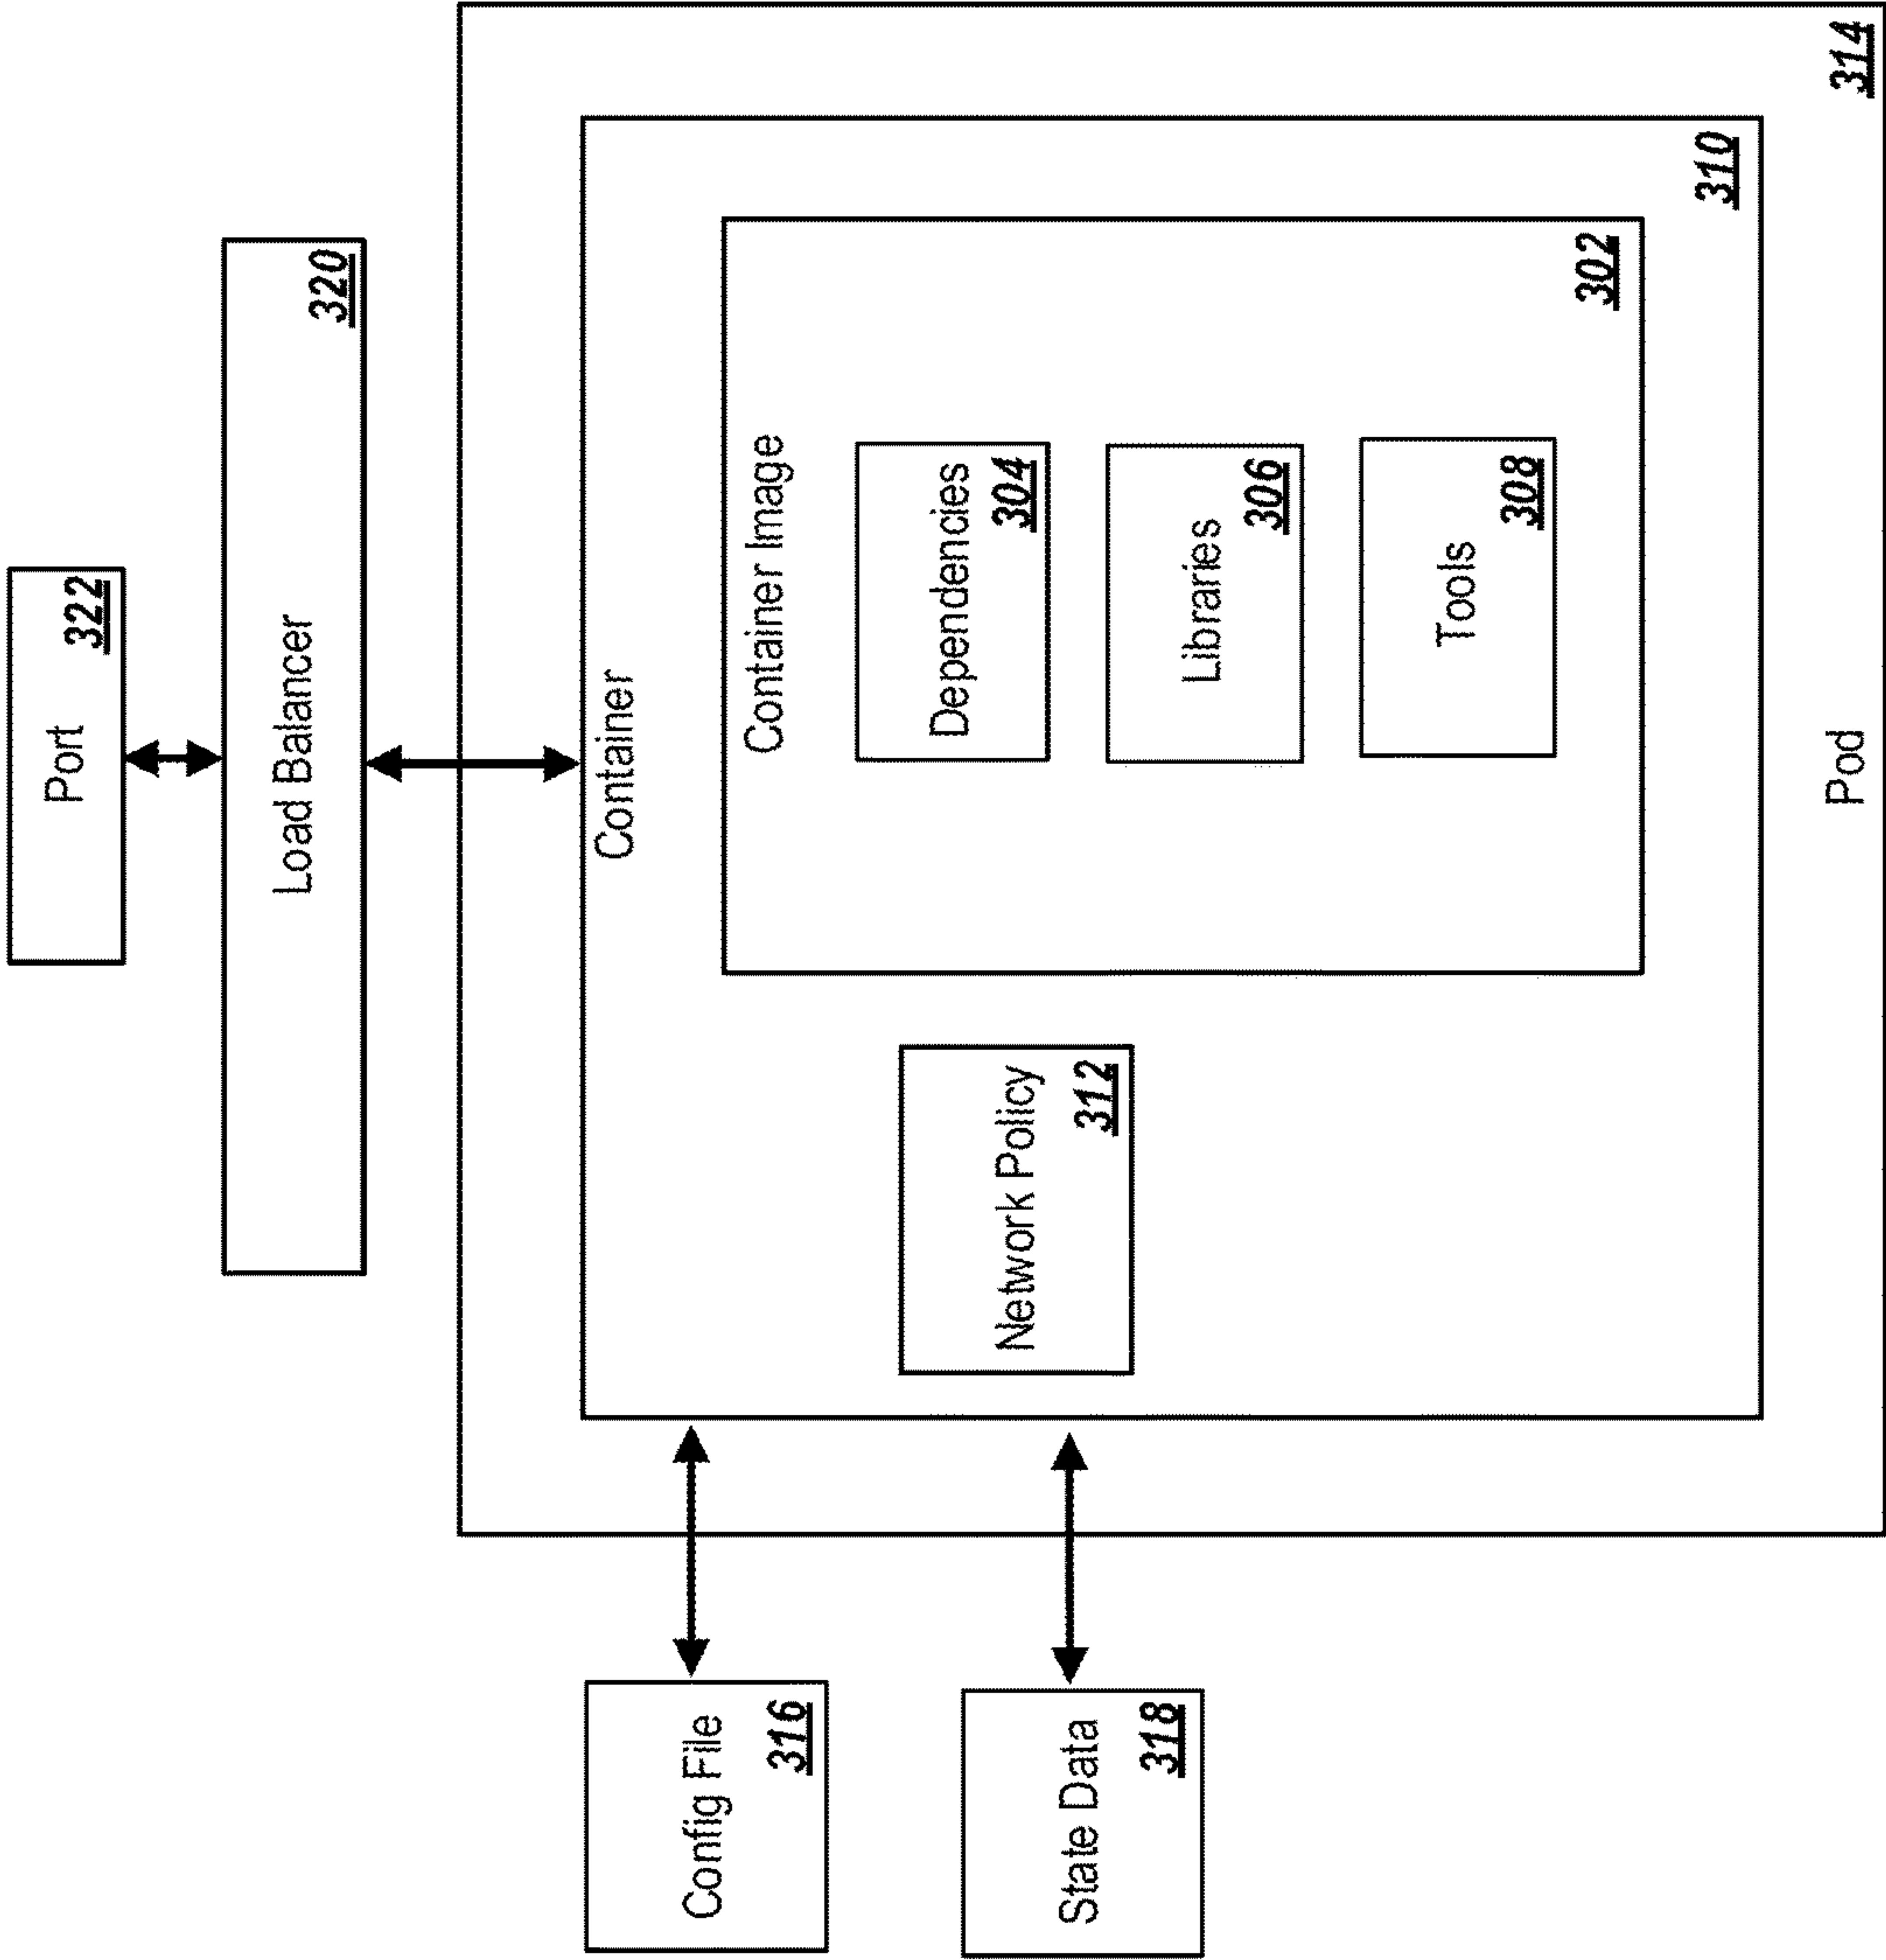 Port
322
Load Balancer
320
Config File
316
State Data
318
Container
Network Policy
312
Container Image
Dependencies
304
Libraries
306
Tools
308
302
310
Pod
314